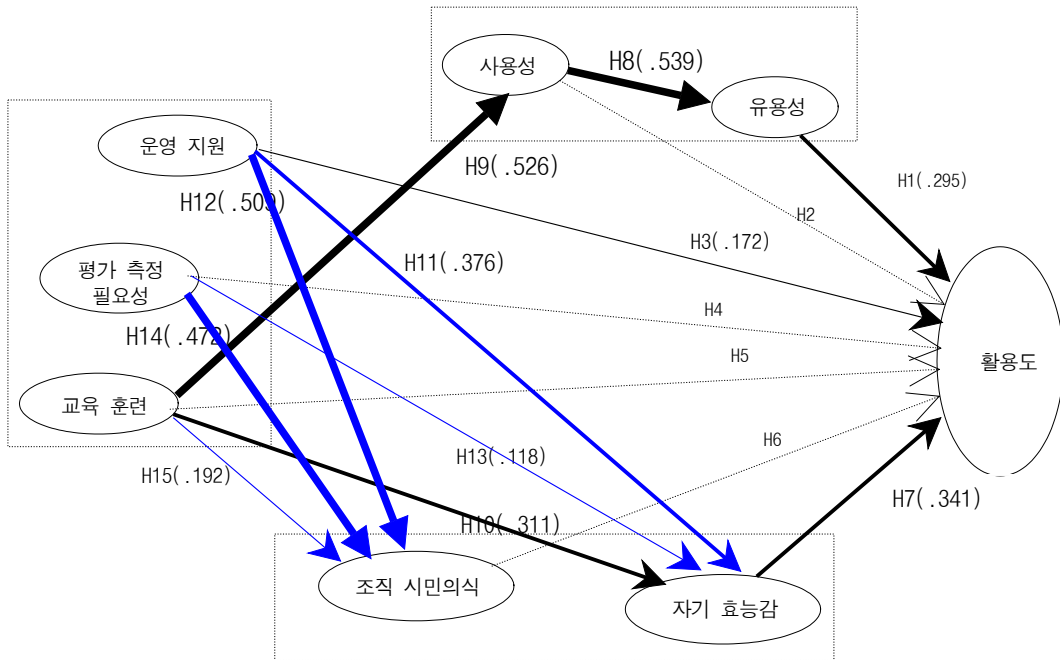 사용성
H8( .539)
유용성
운영 지원
H9( .526)
H1(.295)
H12( .509)
H2
H3(.172)
H11( .376)
평가 측정
필요성
H4
H14( .472)
H5
활용도
교육 훈련
H6
H13(.118)
H15(.192)
H7(.341)
H10( .311)
조직 시민의식
자기 효능감